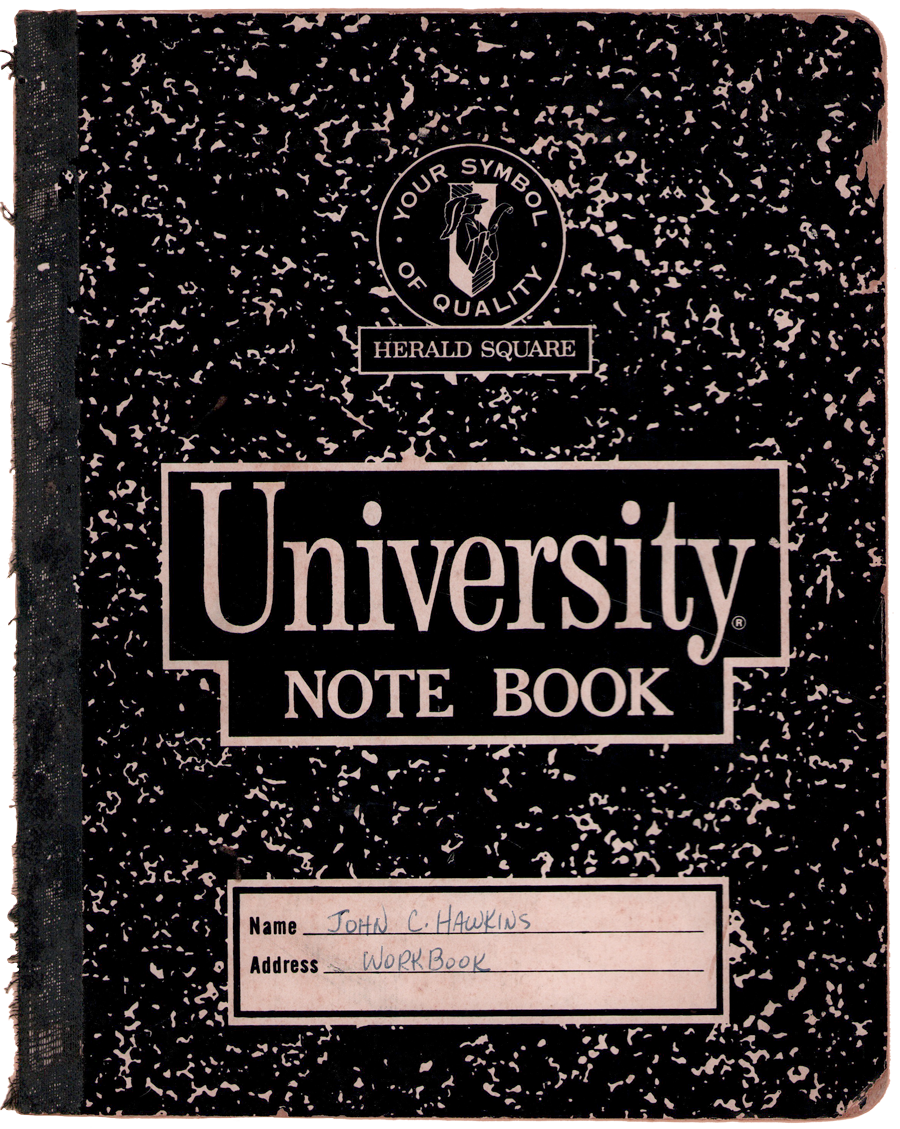 YOUR SYMBOL
OF QUALITY
HERALD SQUARE
University®
NOTE BOOK
Name JOHN C. HAWKINS
Address WORKBOOK